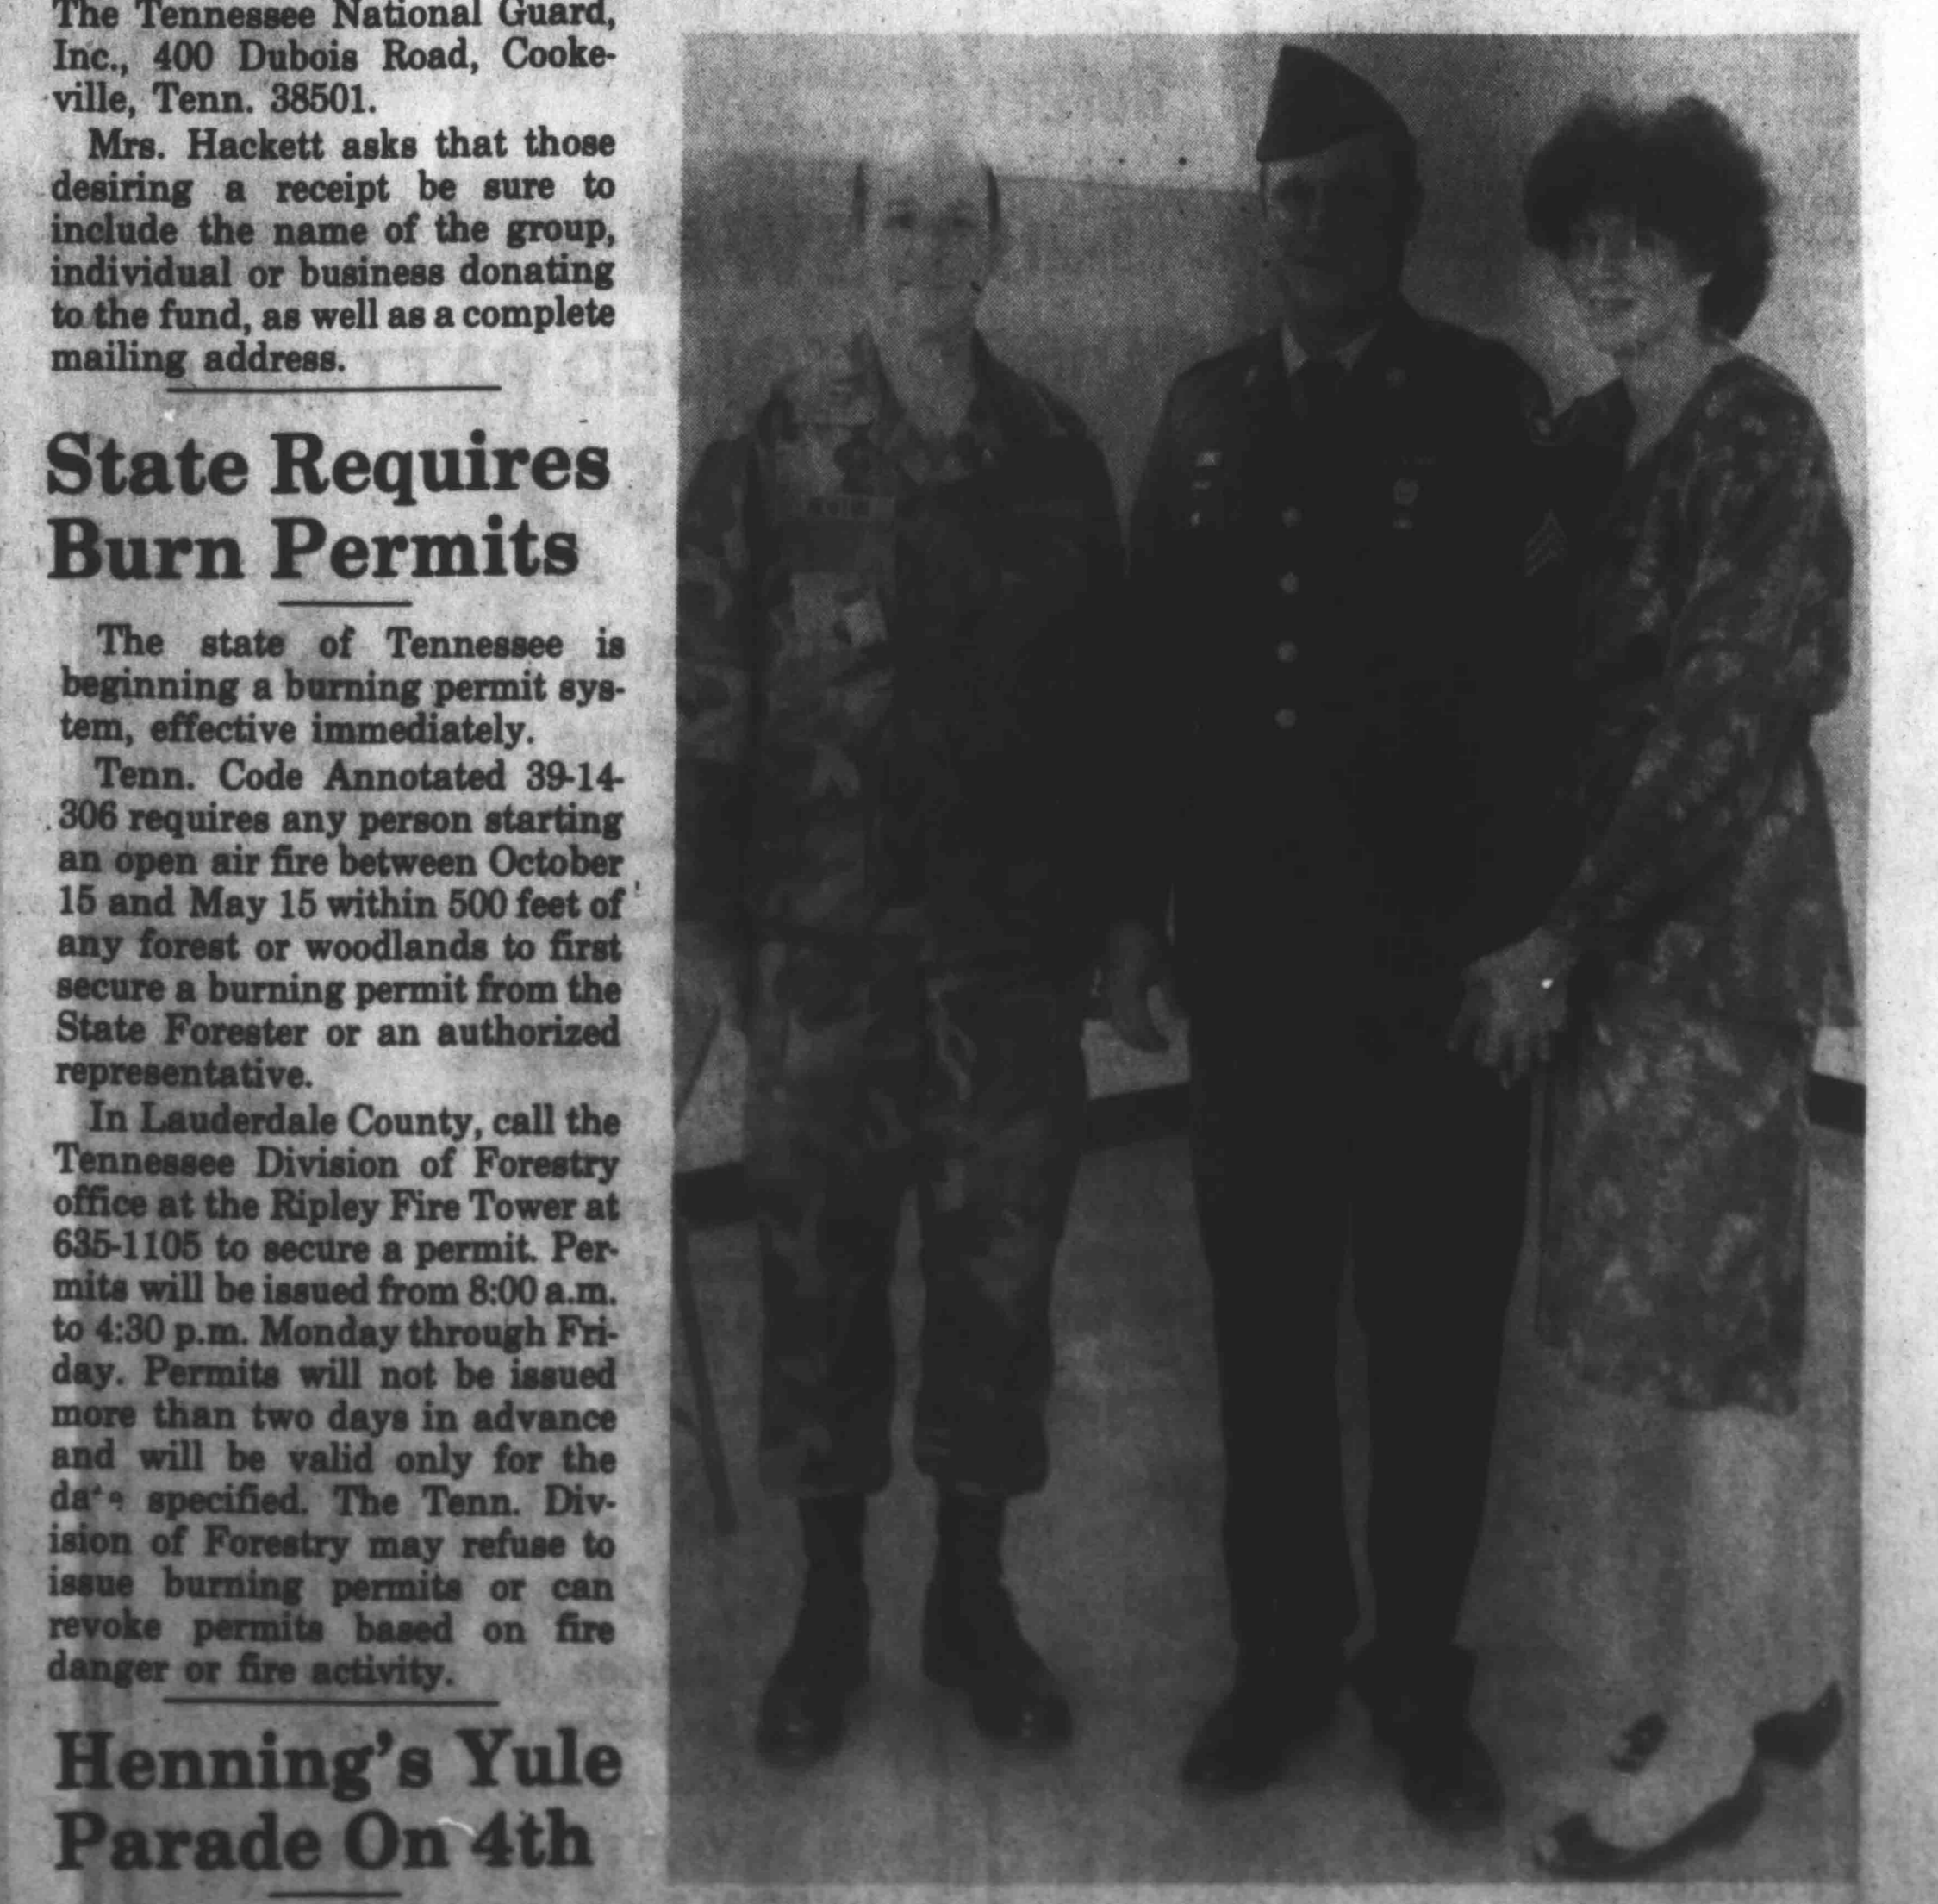 The Tennessee National Guard,
Inc., 400 Dubois Road, Cooke-
ville, Tenn. 38501.
Mrs. Hackett asks that those
desiring a receipt be sure to
include the name of the group,
individual or business donating
to the fund, as well as a complete
mailing address.
State Requires
Burn Permits
The state of Tennessee is
beginning a burning permit sys-
tem, effective immediately.
Tenn. Code Annotated 39-14-
306 requires any person starting
an open air fire between October
15 and May 15 within 500 feet of
any forest or woodlands to first
secure a burning permit from the
State Forester or an authorized
representative.
In Lauderdale County, call the
Tennessee Division of Forestry
office at the Ripley Fire Tower at
635-1105 to secure a permit. Per-
mits will be issued from 8:00 a.m.
to 4:30 p.m. Monday through Fri-
day. Permits will not be issued
more than two days in advance
and will be valid only for the
date specified. The Tenn. Div-
ision of Forestry may refuse to
issue burning permits or can
revoke permits based on fire
danger or fire activity.
Henning's Yule
Parade On 4th